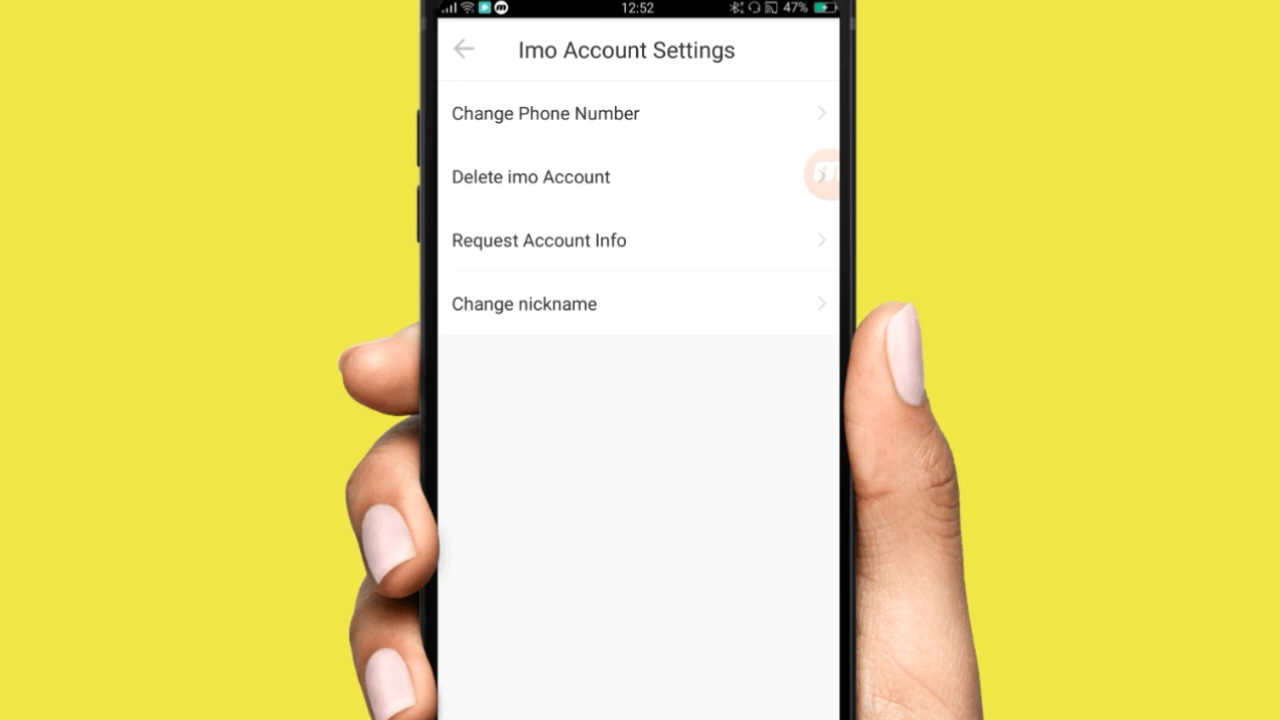 12:52 47%
Imo Account Settings
Change Phone Number
Delete imo Account
Request Account Info
Change nickname